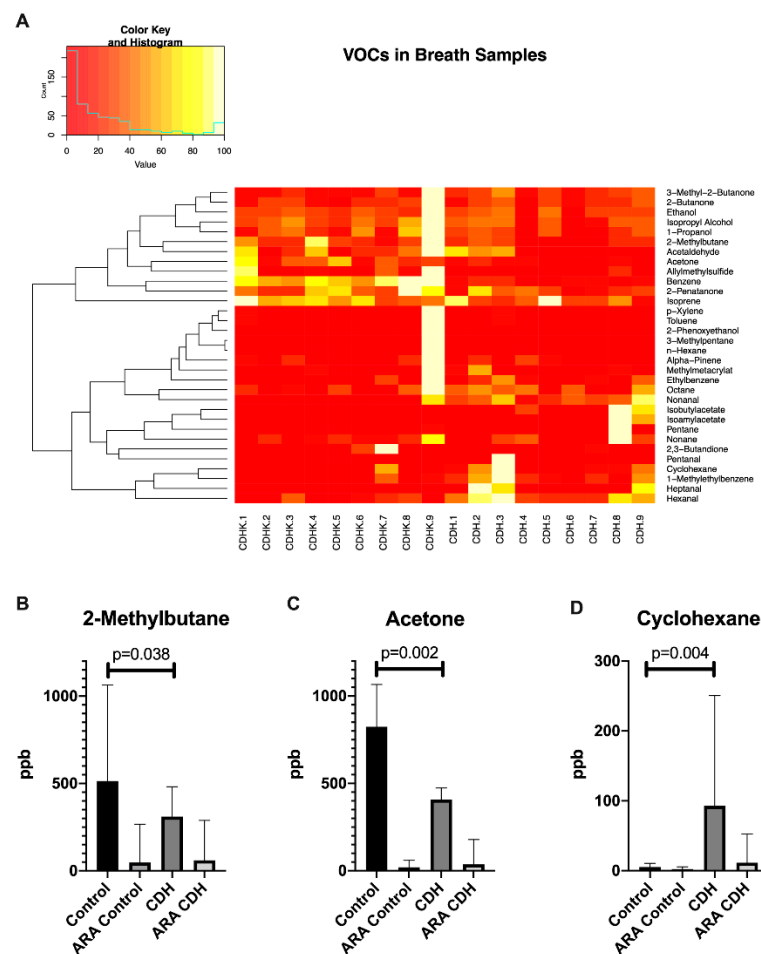 A
Color Key
and Histogram
VOCs in Breath Samples
Count
0 50 150
0 20 40 60 80 100
Value
3-Methyl-2-Butanone
2-Butanone
Ethanol
Isopropyl Alcohol
1-Propanol
2-Methylbutane
Acetaldehyde
Acetone
Allylmethylsulfide
Benzene
2-Penatanone
Isoprene
p-Xylene
Toluene
2-Phenoxyethanol
3-Methylpentane
n-Hexane
Alpha-Pinene
Methylmetacrylat
Ethylbenzene
Octane
Nonanal
Isobutylacetate
Isoamylacetate
Pentane
Nonane
2,3-Butandione
Pentanal
Cyclohexane
1-Methylethylbenzene
Heptanal
Hexanal
CDHK.1 CDHK.2 CDHK.3 CDHK.4 CDHK.5 CDHK.6 CDHK.7 CDHK.8 CDHK.9 CDH.1 CDH.2 CDH.3 CDH.4 CDH.5 CDH.6 CDH.7 CDH.8 CDH.9
B
2-Methylbutane
p=0.038
1000
500
0
ppb
Control
ARA Control
CDH
ARA CDH
C
Acetone
p=0.002
1000
500
0
ppb
Control
ARA Control
CDH
ARA CDH
D
Cyclohexane
p=0.004
300
200
100
0
ppb
Control
ARA Control
CDH
ARA CDH